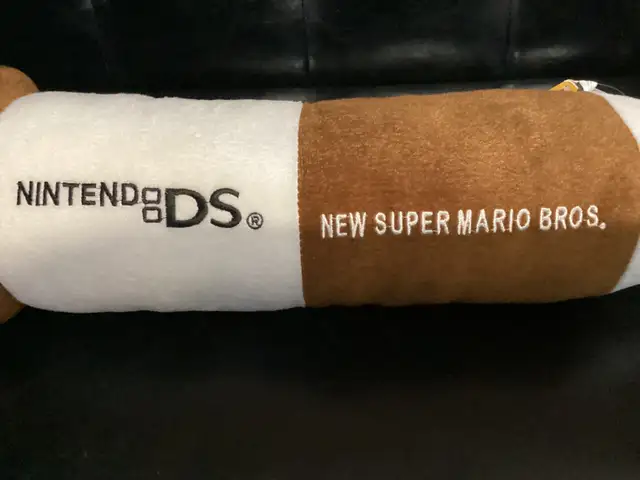 NINTENDO DS®
NEW SUPER MARIO BROS.